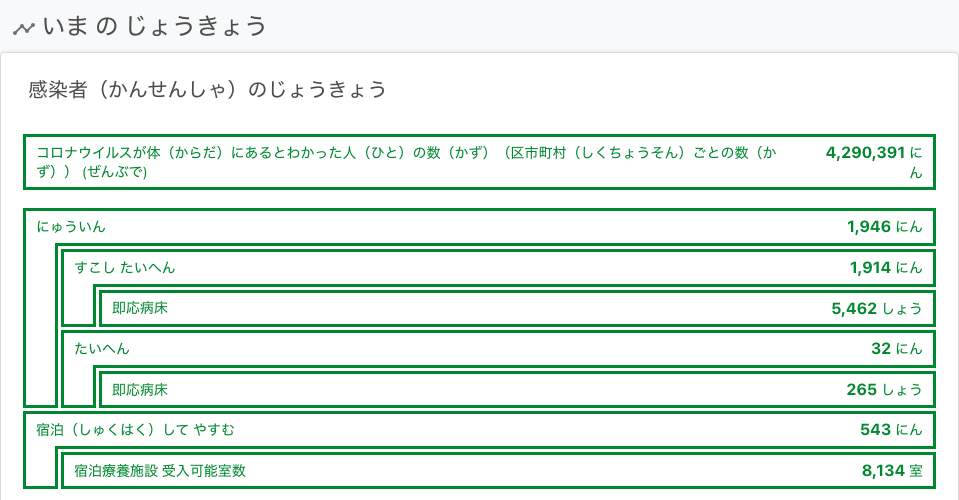 いま の じょうきょう
感染者（かんせんしゃ）のじょうきょう
コロナウイルスが体（からだ）にあるとわかった人（ひと）の数（かず）（区市町村（しくちょうそん）ごとの数（か 4,290,391 に
ず）） (ぜんぶで) ん
にゅういん 1,946 にん
すこし たいへん 1,914 にん
即応病床 5,462 しょう
たいへん 32 にん
即応病床 265 しょう
宿泊（しゅくはく）して やすむ 543 にん
宿泊療養施設 受入可能室数 8,134 室